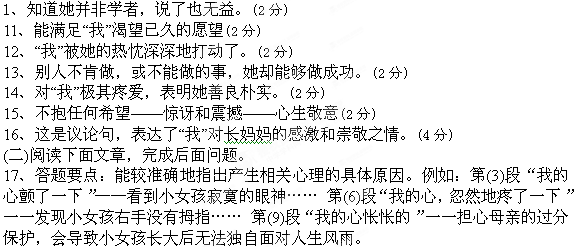 1、知道她并非学者，说了也无益。(2分)
11、能满足“我”渴望已久的愿望(2分)
12、“我”被她的热忱深深地打动了。(2分)
13、别人不肯做，或不能做的事，她却能够做成功。(2分)
14、对“我”极其疼爱，表明她善良朴实。(2分)
15、不抱任何希望——惊讶和震撼——心生敬意(2分)
16、这是议论句，表达了“我”对长妈妈的感激和崇敬之情。(4分)
(二)阅读下面文章，完成后面问题。
17、答题要点：能较准确地指出产生相关心理的具体原因。例如：第(3)段“我的
心颤了一下”——看到小女孩寂寞的眼神…… 第(6)段“我的心，忽然地疼了一下”
一一发现小女孩右手没有拇指…… 第(9)段“我的心怅怅的”一一担心母亲的过分
保护，会导致小女孩长大后无法独自面对人生风雨。